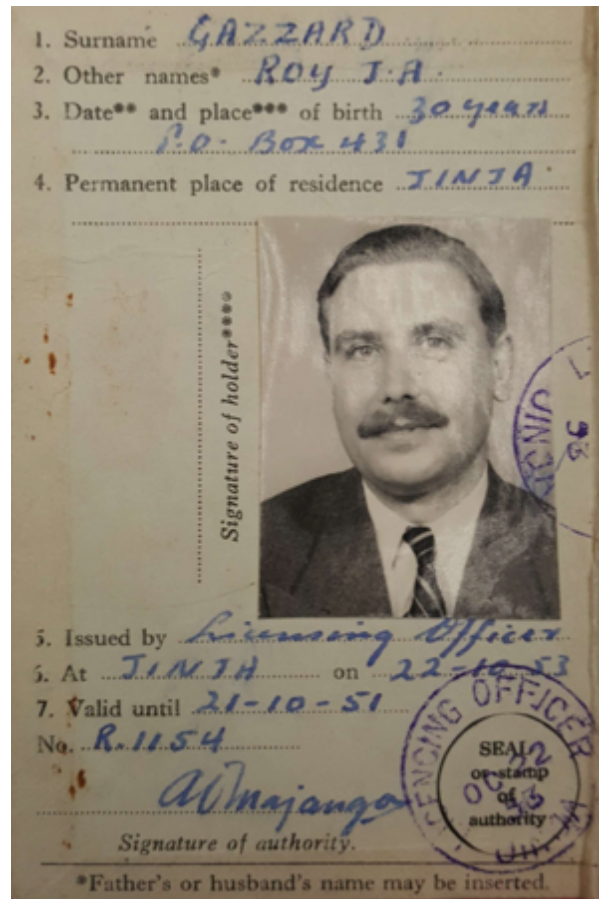 1. Surname GAZZARD
2. Other names* ROY J.A.
3. Date** and place*** of birth 30 years
P.O. Box 431
4. Permanent place of residence JINJA
Signature of holder****
5. Issued by Licensing Officer
6. At JINJA on 22-10-53
7. Valid until 21-10-51
No. R.1154
Signature of authority.
SEAL
or stamp
of
authority
OFFICER
OC 22
53
*Father's or husband's name may be inserted.